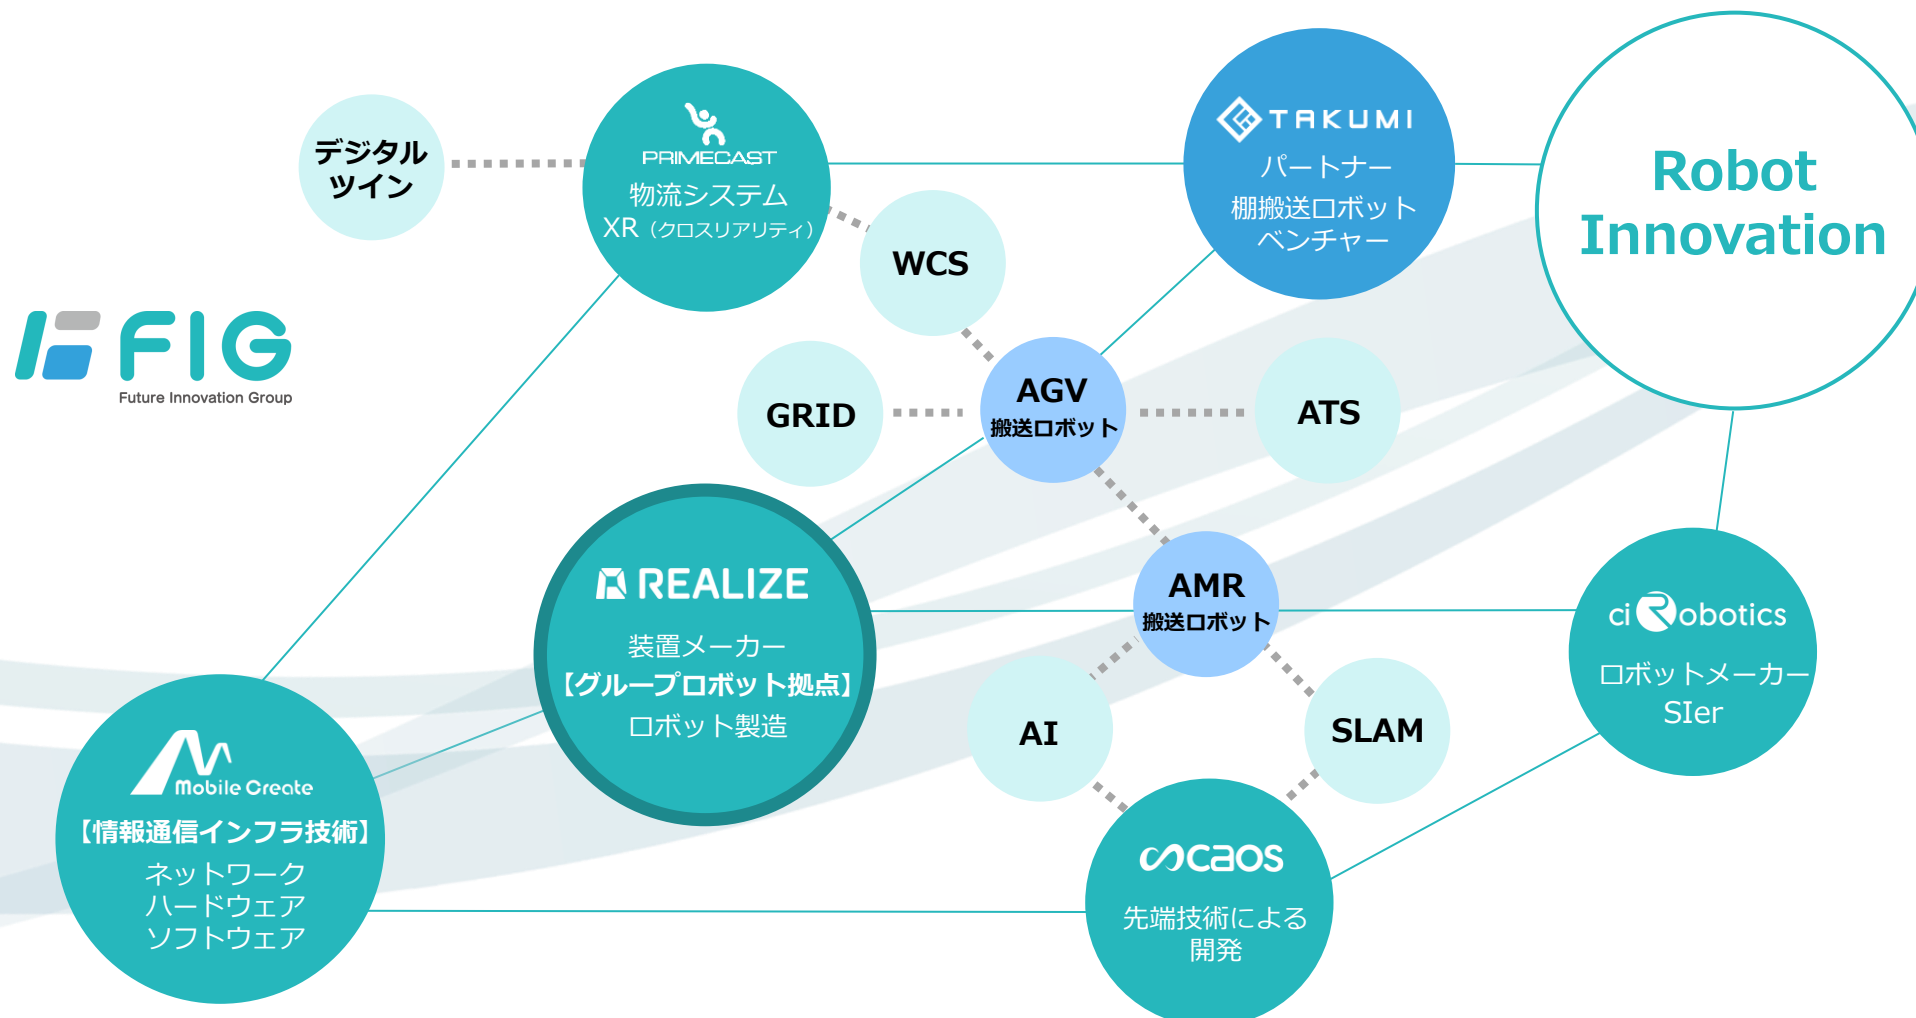 FIG
Future Innovation Group
デジタル
ツイン
PRIMECAST
物流システム
XR（クロスリアリティ）
WCS
TAKUMI
パートナー
棚搬送ロボット
ベンチャー
Robot
Innovation
GRID
AGV
搬送ロボット
ATS
REALIZE
装置メーカー
【グループロボット拠点】
ロボット製造
AMR
搬送ロボット
ciRobotics
ロボットメーカー
SIer
AI
SLAM
Mobile Create
【情報通信インフラ技術】
ネットワーク
ハードウェア
ソフトウェア
caos
先端技術による
開発